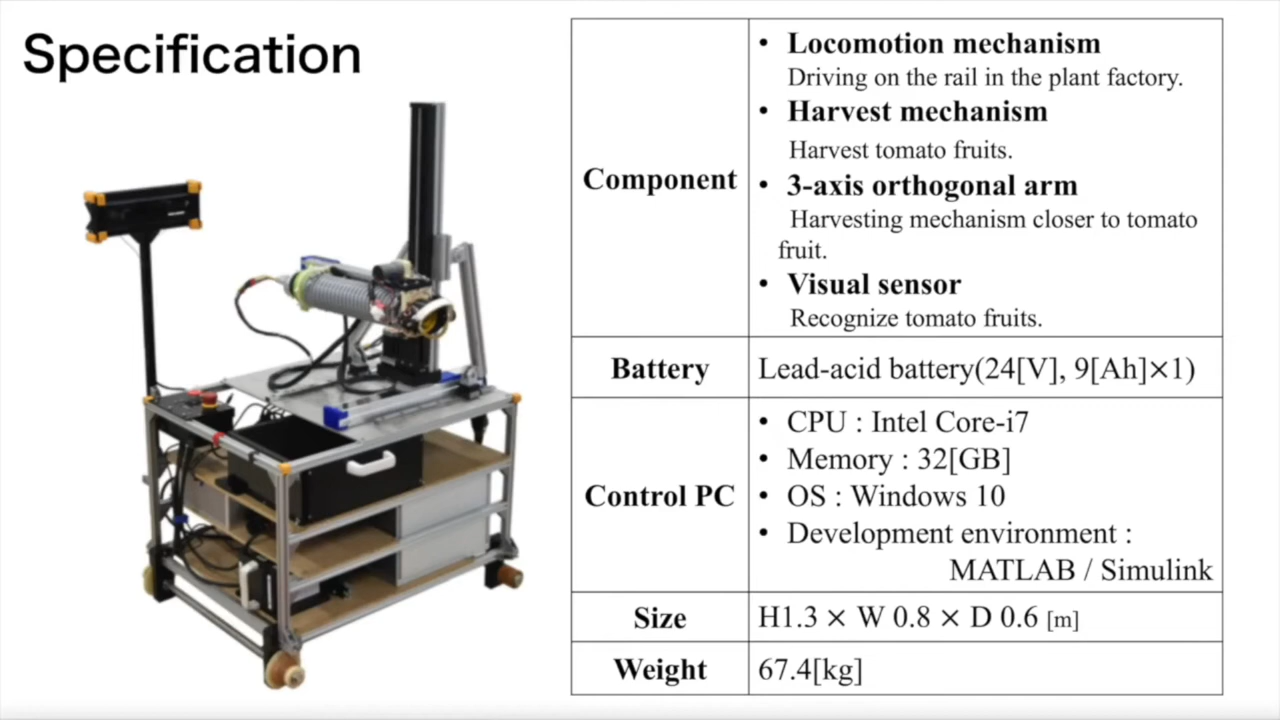 Specification
Component
• Locomotion mechanism
Driving on the rail in the plant factory.
• Harvest mechanism
Harvest tomato fruits.
• 3-axis orthogonal arm
Harvesting mechanism closer to tomato
fruit.
• Visual sensor
Recognize tomato fruits.
Battery
Lead-acid battery(24[V], 9[Ah]×1)
Control PC
• CPU : Intel Core-i7
• Memory : 32[GB]
• OS : Windows 10
• Development environment :
MATLAB / Simulink
Size
H1.3 × W 0.8 × D 0.6 [m]
Weight
67.4[kg]